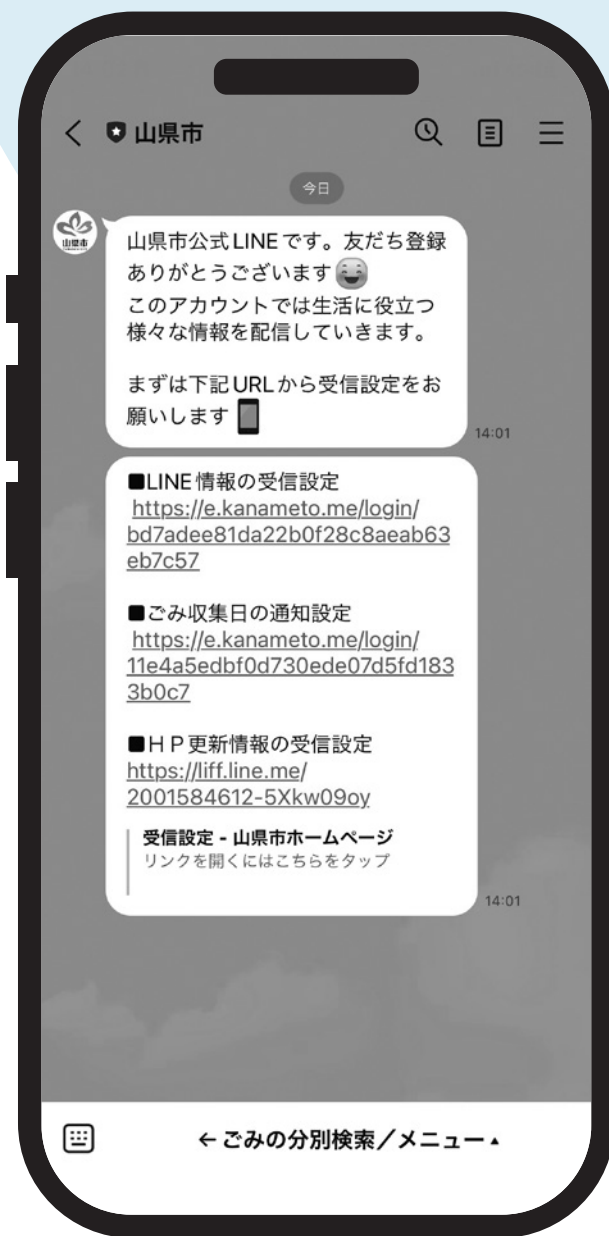 山県市
今日
山県市
山県市公式LINEです。友だち登録
ありがとうございます
このアカウントでは生活に役立つ
様々な情報を配信していきます。
まずは下記URLから受信設定をお
願いします
14:01
■LINE情報の受信設定
https://e.kanameto.me/login/
bd7adee81da22b0f28c8aeab63
eb7c57
■ごみ収集日の通知設定
https://e.kanameto.me/login/
11e4a5edbf0d730ede07d5fd183
3b0c7
■ＨＰ更新情報の受信設定
https://liff.line.me/
2001584612-5Xkw09oy
受信設定 - 山県市ホームページ
リンクを開くにはこちらをタップ
14:01
←ごみの分別検索／メニュー▲